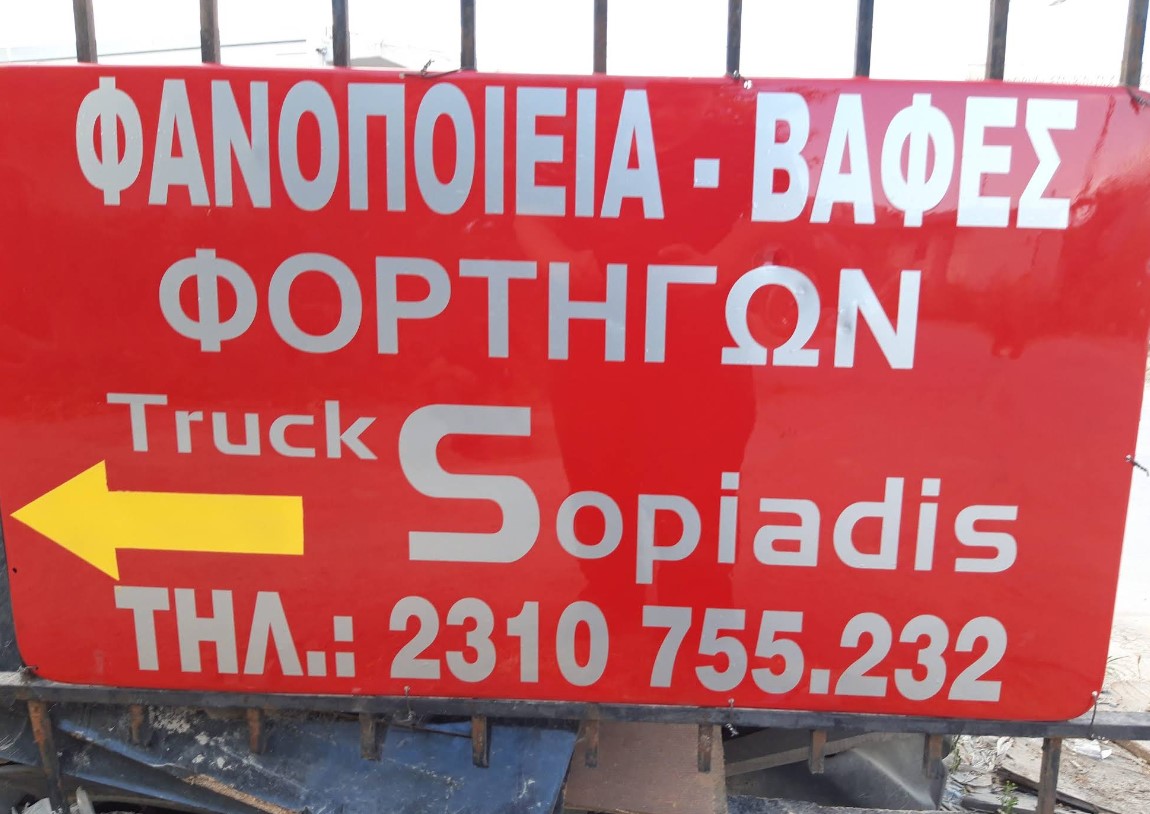 ΦΑΝΟΠΟΙΕΙΑ - ΒΑΦΕΣ
ΦΟΡΤΗΓΩΝ
Truck Sopiadis
ΤΗΛ.: 2310 755.232